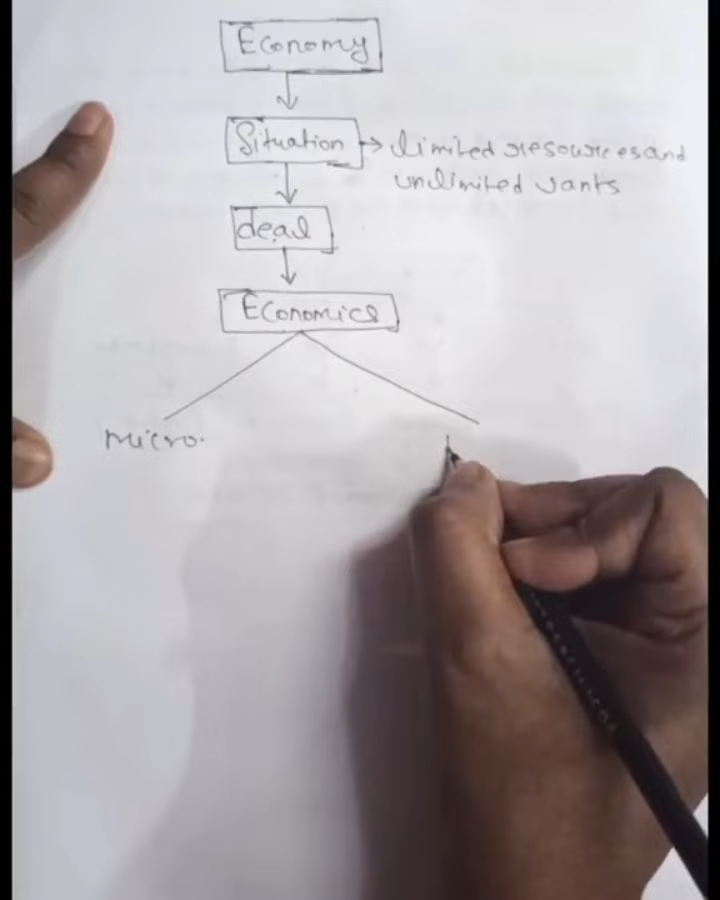 Economy
Situation → limited resources and
unlimited wants
deal
Economics
micro.